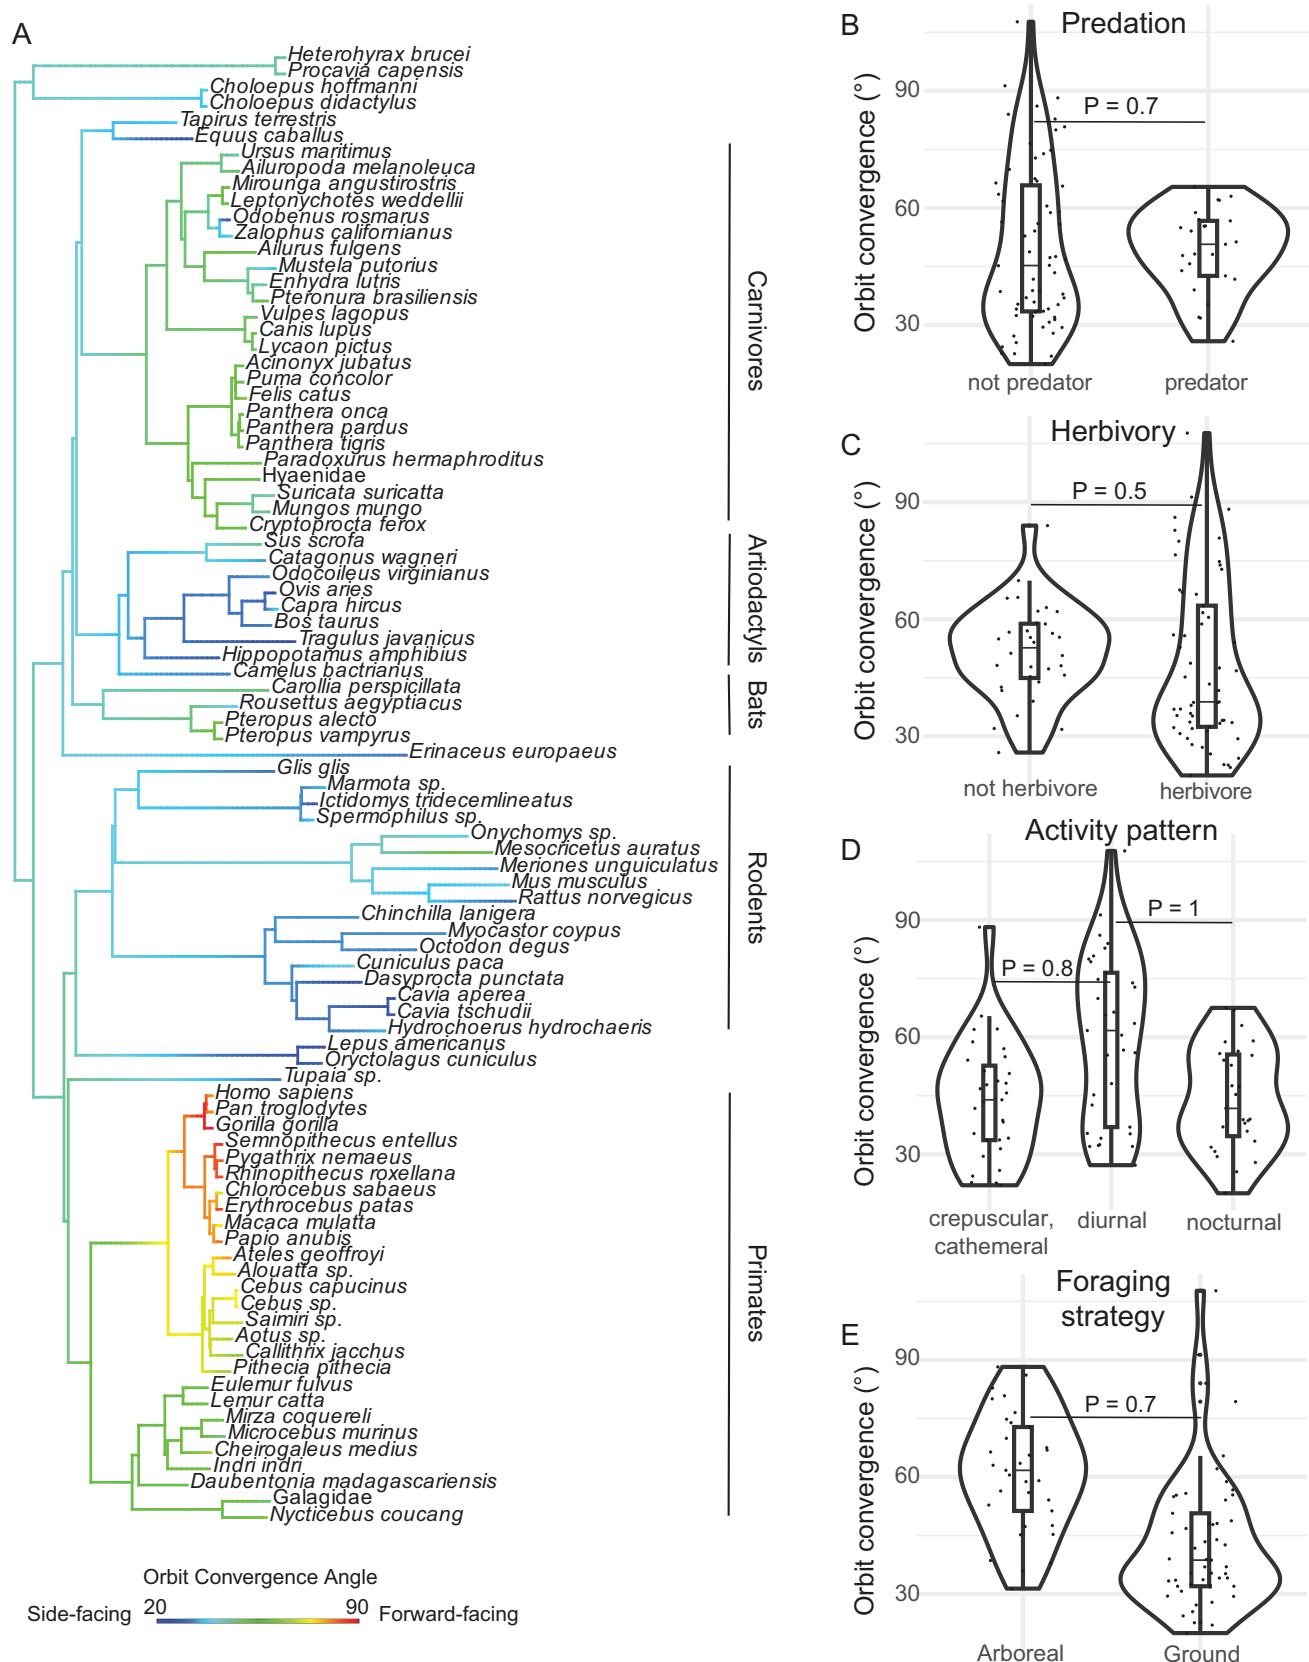 A
Heterohyrax brucei
Procavia capensis
Choloepus hoffmanni
Choloepus didactylus
Tapirus terrestris
Equus caballus
Ursus maritimus
Ailuropoda melanoleuca
Mirounga angustirostris
Leptonychotes weddellii
Odobenus rosmarus
Zalophus californianus
Ailurus fulgens
Mustela putorius
Enhydra lutris
Pteronura brasiliensis
Vulpes lagopus
Canis lupus
Lycaon pictus
Acinonyx jubatus
Puma concolor
Felis catus
Panthera onca
Panthera pardus
Panthera tigris
Paradoxurus hermaphroditus
Hyaenidae
Suricata suricatta
Mungos mungo
Cryptoprocta ferox
Carnivores
Sus scrofa
Catagonus wagneri
Odocoileus virginianus
Ovis aries
Capra hircus
Bos taurus
Tragulus javanicus
Hippopotamus amphibius
Camelus bactrianus
Artiodactyls
Carollia perspicillata
Rousettus aegyptiacus
Pteropus alecto
Pteropus vampyrus
Bats
Erinaceus europaeus
Glis glis
Marmota sp.
Ictidomys tridecemlineatus
Spermophilus sp.
Onychomys sp.
Mesocricetus auratus
Meriones unguiculatus
Mus musculus
Rattus norvegicus
Chinchilla lanigera
Myocastor coypus
Octodon degus
Cuniculus paca
Dasyprocta punctata
Cavia aperea
Cavia tschudii
Hydrochoerus hydrochaeris
Rodents
Lepus americanus
Oryctolagus cuniculus
Tupaia sp.
Homo sapiens
Pan troglodytes
Gorilla gorilla
Semnopithecus entellus
Pygathrix nemaeus
Rhinopithecus roxellana
Chlorocebus sabaeus
Erythrocebus patas
Macaca mulatta
Papio anubis
Ateles geoffroyi
Alouatta sp.
Cebus capucinus
Cebus sp.
Saimiri sp.
Aotus sp.
Callithrix jacchus
Pithecia pithecia
Eulemur fulvus
Lemur catta
Mirza coquereli
Microcebus murinus
Cheirogaleus medius
Indri indri
Daubentonia madagascariensis
Galagidae
Nycticebus coucang
Primates
Orbit Convergence Angle
Side-facing 20 90 Forward-facing
B
Predation
Orbit convergence (°)
90
60
30
P = 0.7
not predator predator
C
Herbivory
Orbit convergence (°)
90
60
30
P = 0.5
not herbivore herbivore
D
Activity pattern
Orbit convergence (°)
90
60
30
P = 1
P = 0.8
crepuscular, cathemeral
diurnal
nocturnal
E
Foraging
strategy
Orbit convergence (°)
90
60
30
P = 0.7
Arboreal Ground